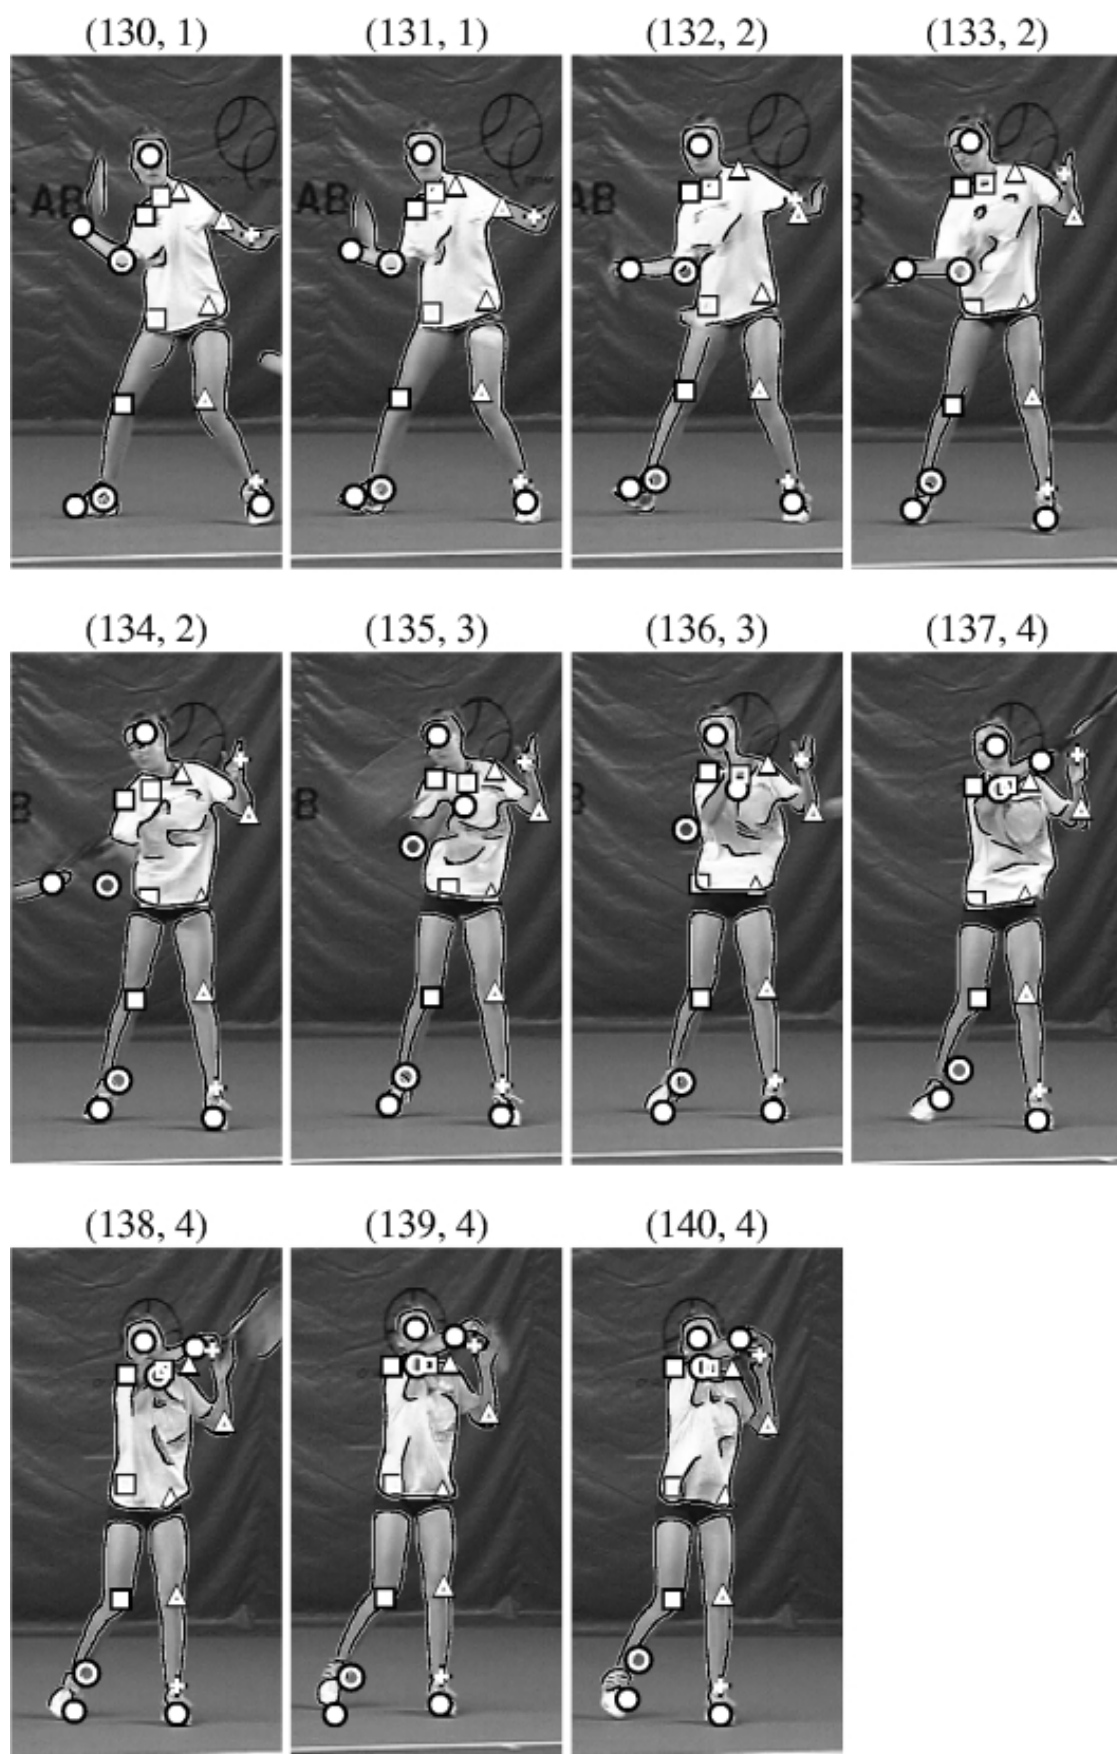 (130, 1) (131, 1) (132, 2) (133, 2)
AB AB
(134, 2) (135, 3) (136, 3) (137, 4)
B
(138, 4) (139, 4) (140, 4)